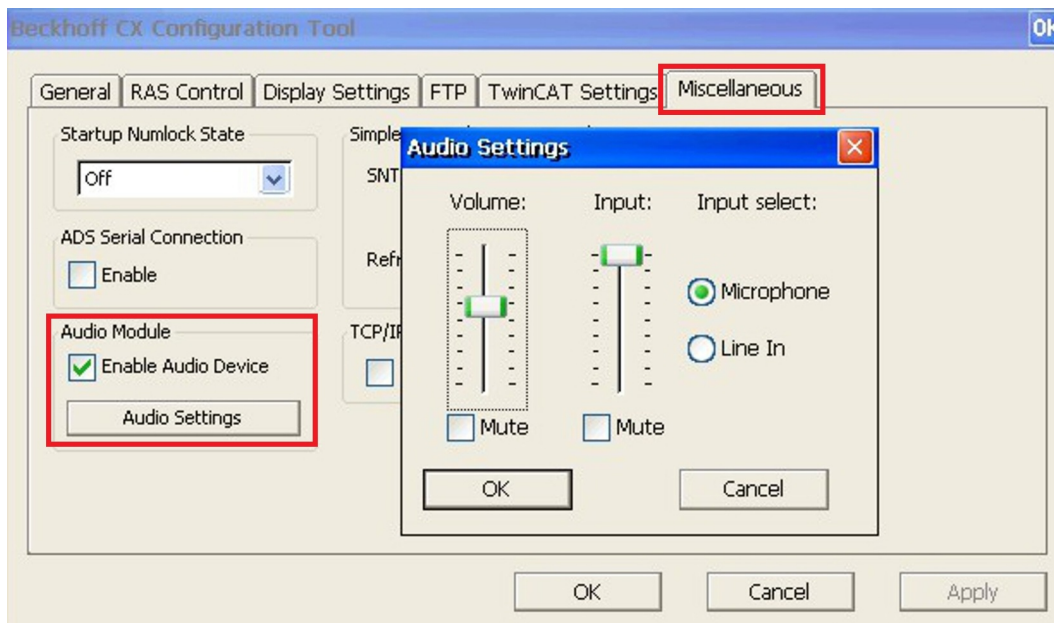 Beckhoff CX Configuration Tool
OK
General RAS Control Display Settings FTP TwinCAT Settings Miscellaneous
Startup Numlock State
Off
ADS Serial Connection
Enable
Audio Module
Enable Audio Device
Audio Settings
Simple
SNT
Refr
TCP/IP
Audio Settings
Volume: Input: Input select:
Microphone
Line In
Mute Mute
OK Cancel
OK Cancel Apply